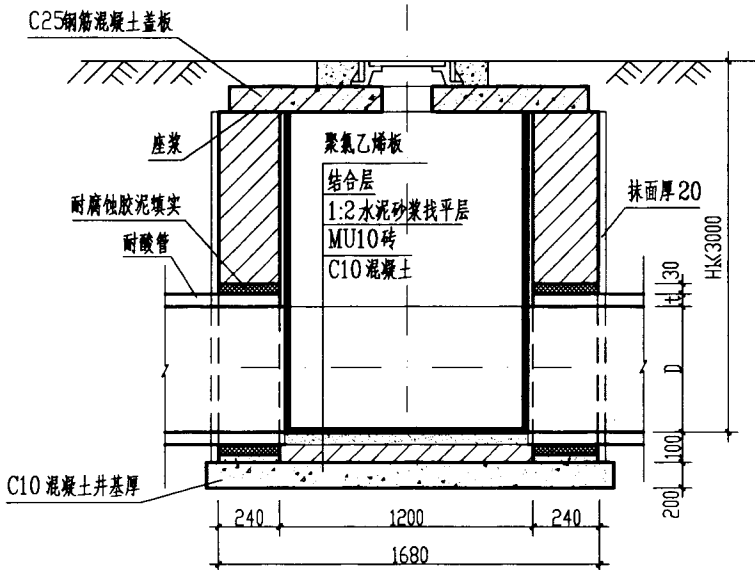 C25钢筋混凝土盖板
座浆
聚氯乙烯板
结合层
1:2水泥砂浆找平层
MU10砖
C10混凝土
耐腐蚀胶泥填实
耐酸管
抹面厚20
H≤3000
30
t
D
100
200
C10混凝土井基厚
240
1200
240
1680